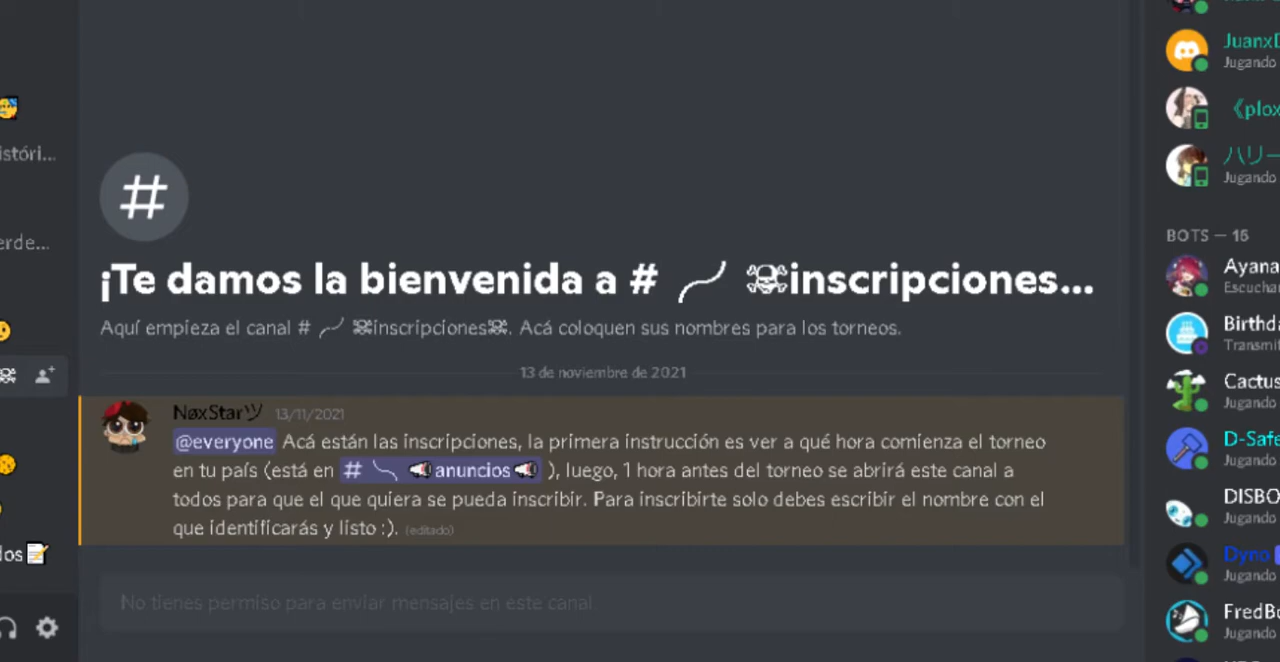 istóri...
erde...
dos
#
¡Te damos la bienvenida a # ☠inscripciones...
Aquí empieza el canal # ☠inscripciones☠. Acá coloquen sus nombres para los torneos.
13 de noviembre de 2021
NøxStarツ 13/11/2021
@everyone Acá están las inscripciones, la primera instrucción es ver a qué hora comienza el torneo
en tu país (está en # 📢anuncios📢 ), luego, 1 hora antes del torneo se abrirá este canal a
todos para que el que quiera se pueda inscribir. Para inscribirte solo debes escribir el nombre con el
que identificarás y listo :). (editado)
No tienes permiso para enviar mensajes en este canal
JuanxD
Jugando
《plox
Jugando
ハリー
Jugando
BOTS — 16
Ayana
Escuchan
Birthda
Transmit
Cactus
Jugando
D-Safe
Jugando
DISBO
Jugando
Dyno
Jugando
FredBo
Jugando